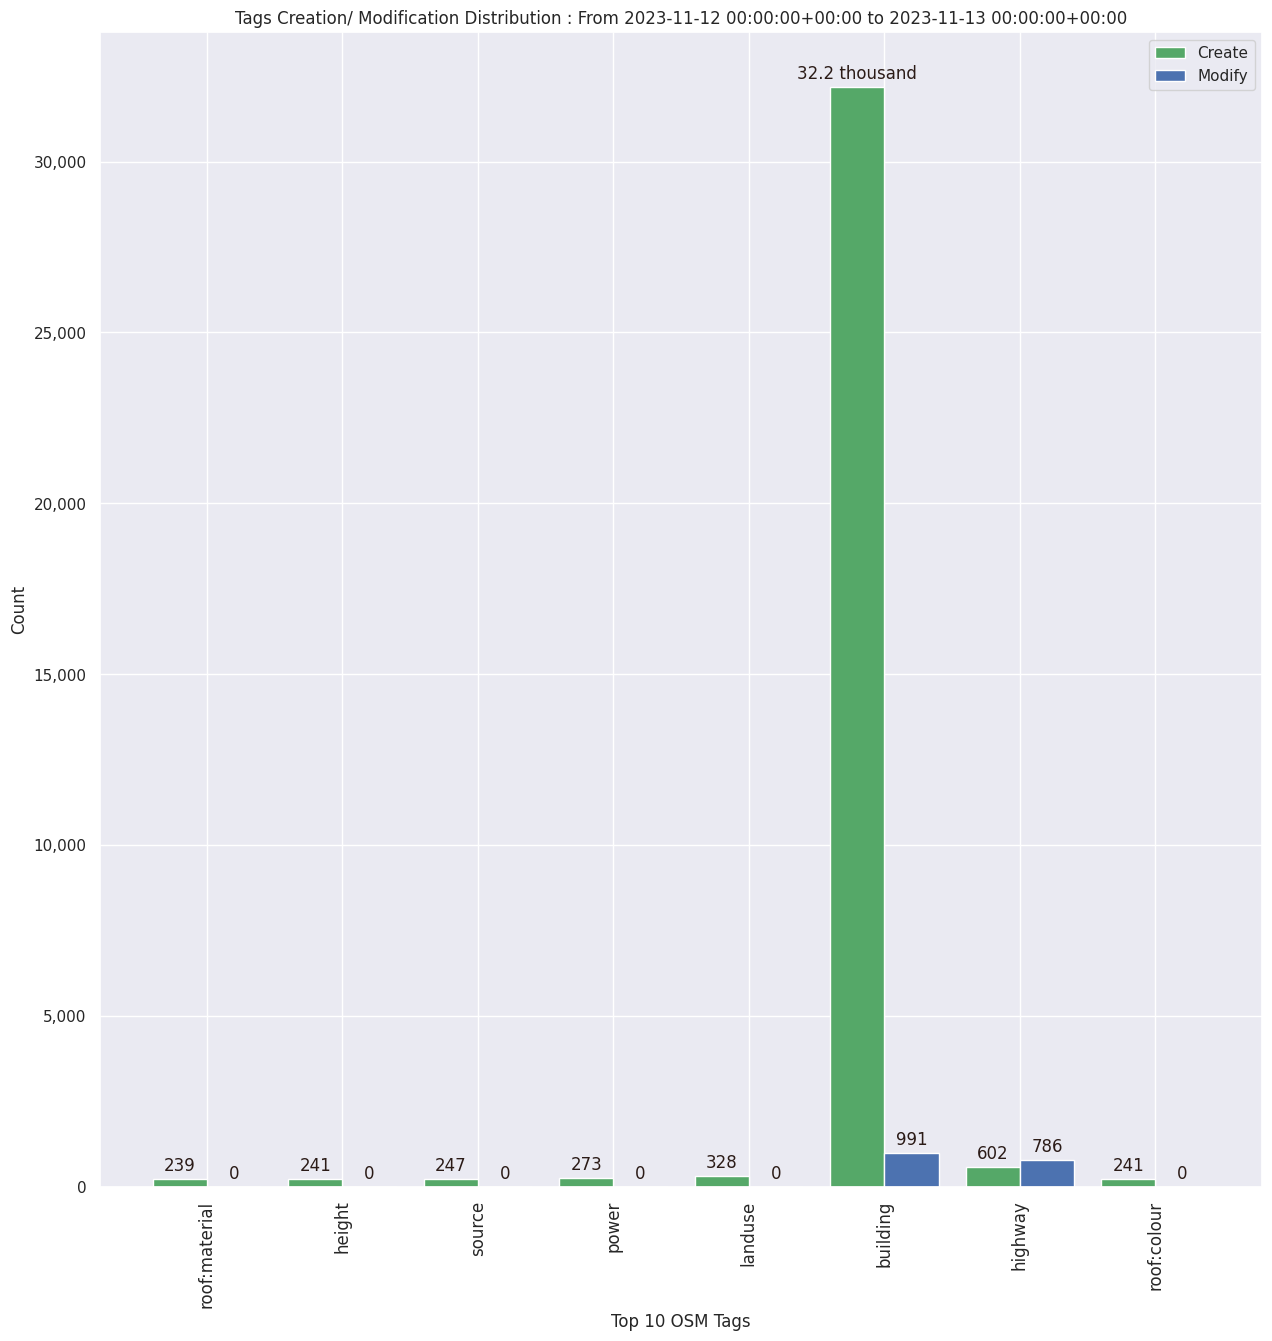 Tags Creation/ Modification Distribution : From 2023-11-12 00:00:00+00:00 to 2023-11-13 00:00:00+00:00
Create
Modify
32.2 thousand
30,000
25,000
20,000
15,000
10,000
5,000
0
Count
239
0
241
0
247
0
273
0
328
0
991
602
786
241
0
roof:material
height
source
power
landuse
building
highway
roof:colour
Top 10 OSM Tags